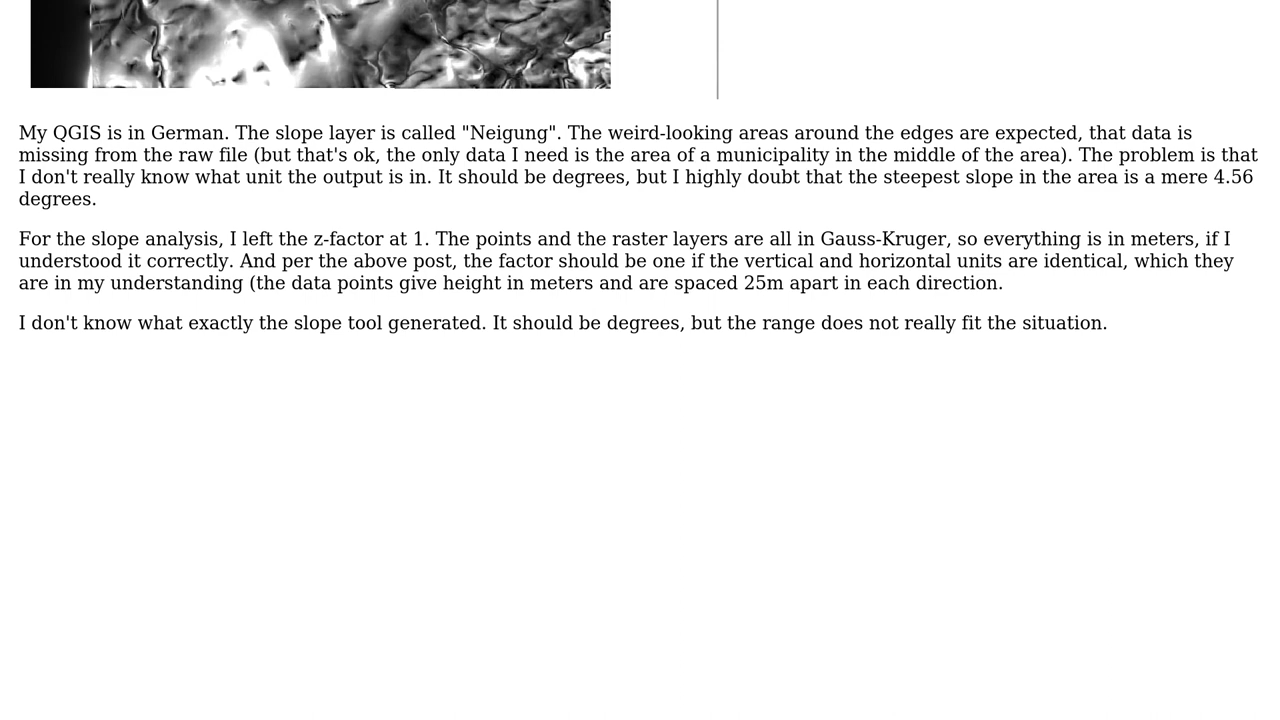 My QGIS is in German. The slope layer is called "Neigung". The weird-looking areas around the edges are expected, that data is
missing from the raw file (but that's ok, the only data I need is the area of a municipality in the middle of the area). The problem is that
I don't really know what unit the output is in. It should be degrees, but I highly doubt that the steepest slope in the area is a mere 4.56
degrees.
For the slope analysis, I left the z-factor at 1. The points and the raster layers are all in Gauss-Kruger, so everything is in meters, if I
understood it correctly. And per the above post, the factor should be one if the vertical and horizontal units are identical, which they
are in my understanding (the data points give height in meters and are spaced 25m apart in each direction.
I don't know what exactly the slope tool generated. It should be degrees, but the range does not really fit the situation.